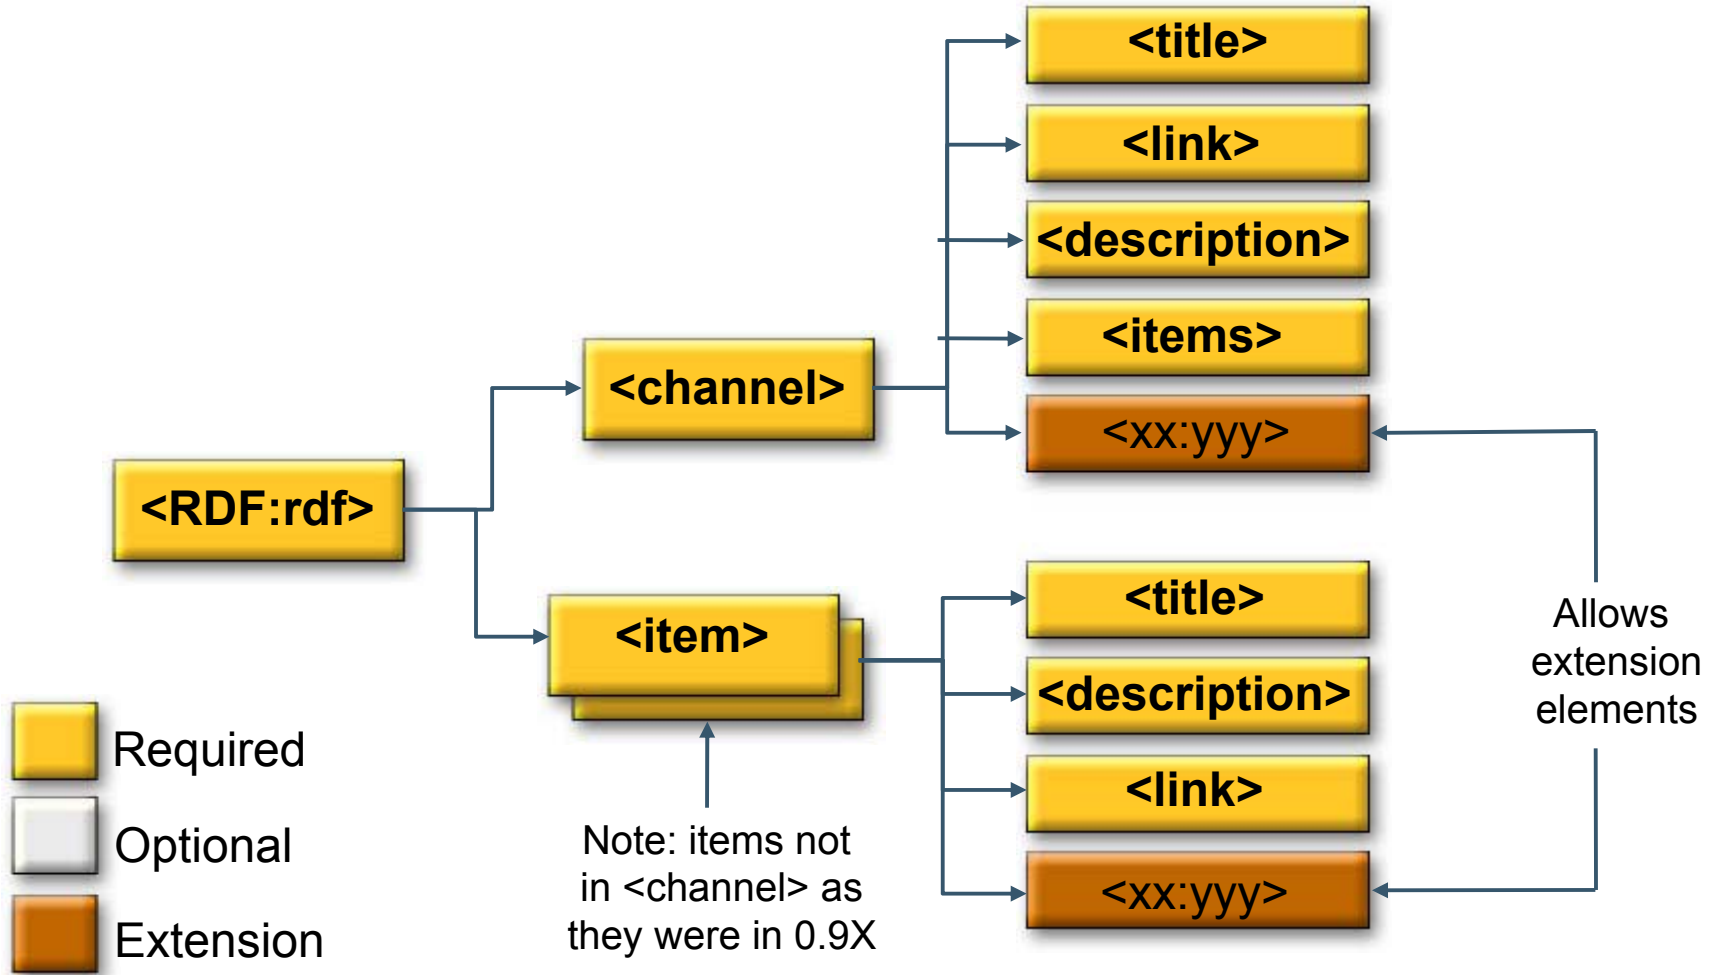 <title>
<link>
<description>
<items>
<channel>
<xx:yyy>
<RDF:rdf>
<title>
<item>
<description>
<link>
<xx:yyy>
Allows
extension
elements
Required
Optional
Extension
Note: items not
in <channel> as
they were in 0.9X